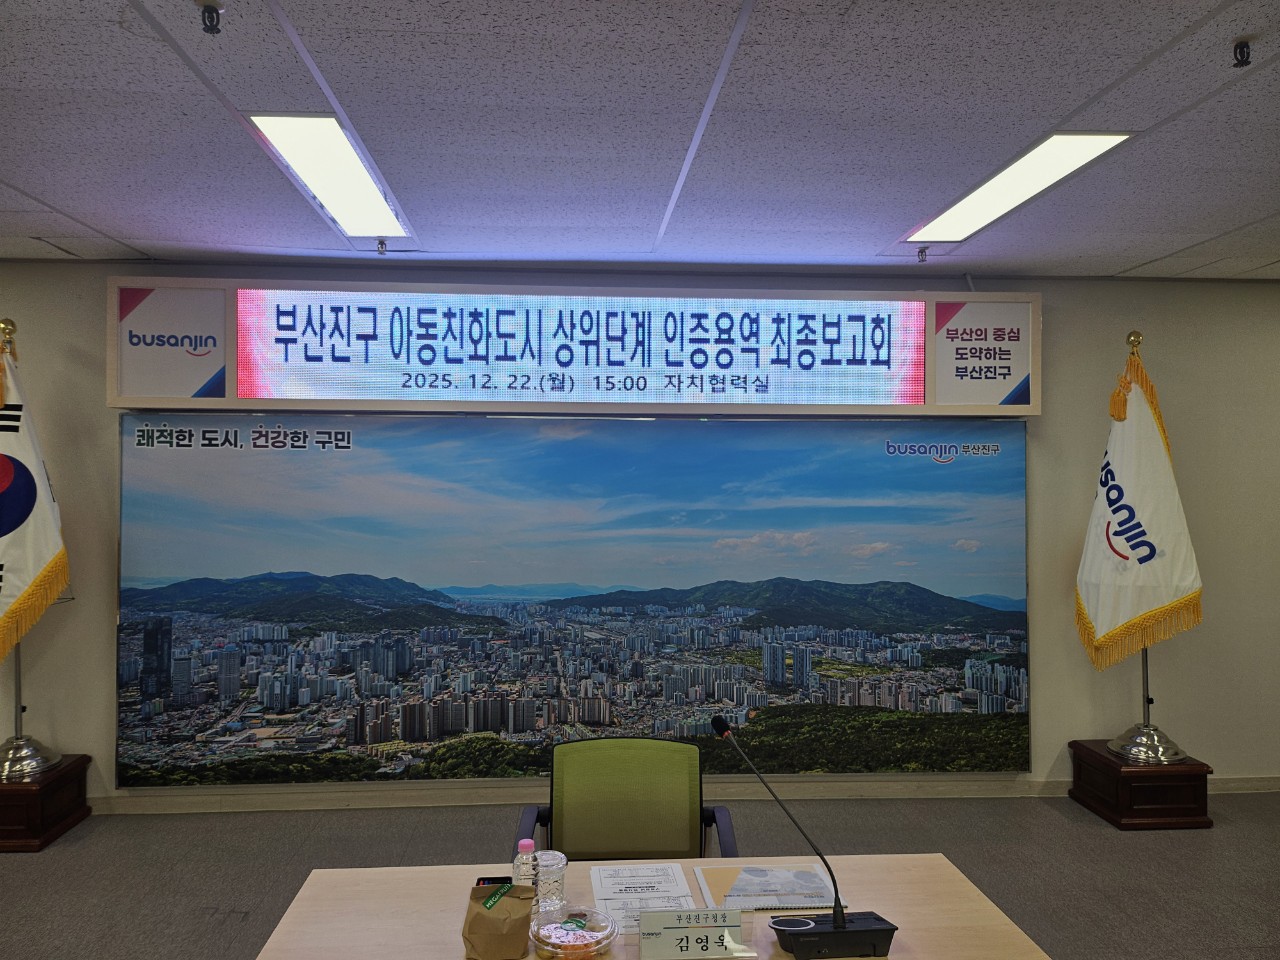 busanjin
부산진구 아동친화도시 상위단계 인증용역 최종보고회
2025. 12. 22.(월) 15:00 자치협력실
부산의 중심
도약하는
부산진구
쾌적한 도시, 건강한 구민
busanjin 부산진구
busanjin
부산진구청장
김영욱